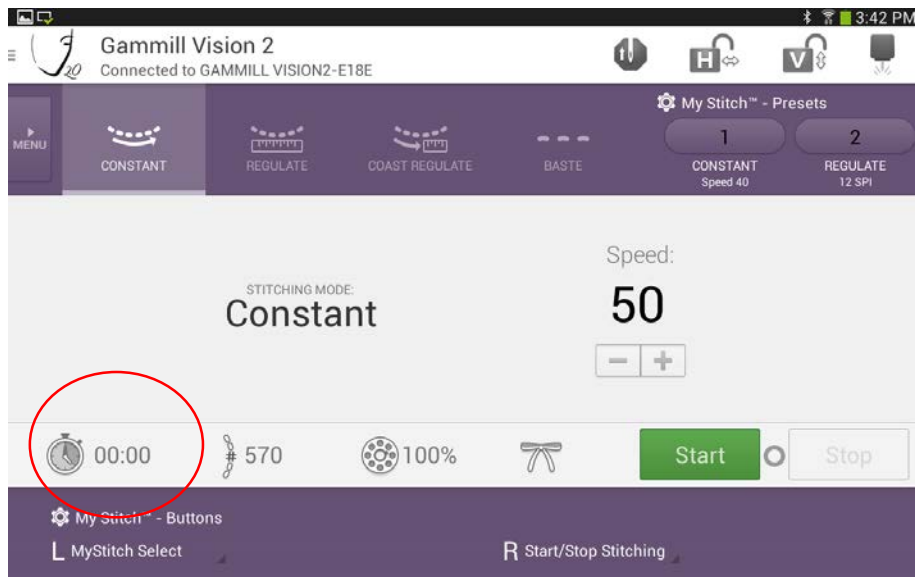 3:42 PM
20
Gammill Vision 2
Connected to GAMMILL VISION2-E18E
H
V
My Stitch™ - Presets
MENU
CONSTANT
REGULATE
COAST REGULATE
BASTE
1
CONSTANT
Speed 40
2
REGULATE
12 SPI
STITCHING MODE:
Constant
Speed:
50
− +
00:00
# 570
100%
Start
Stop
My Stitch™ - Buttons
L MyStitch Select
R Start/Stop Stitching